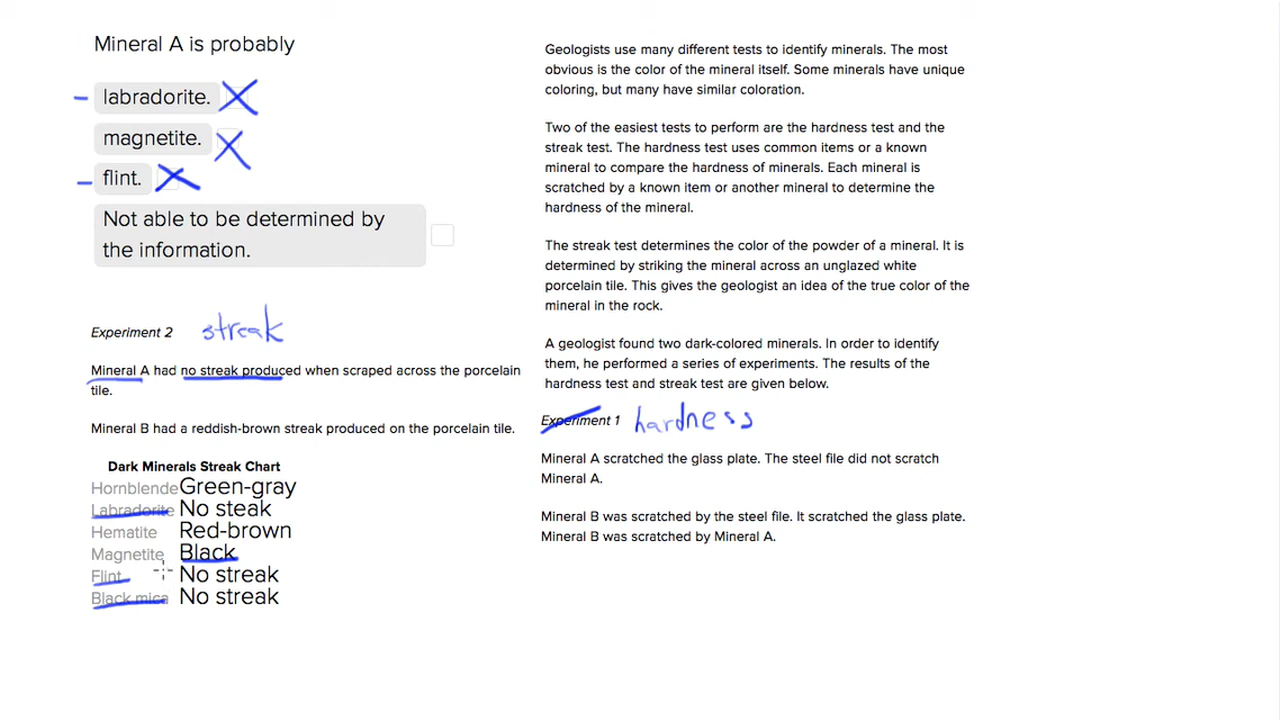 Mineral A is probably
labradorite.
magnetite.
flint.
Not able to be determined by
the information.
Experiment 2 streak
Mineral A had no streak produced when scraped across the porcelain
tile.
Mineral B had a reddish-brown streak produced on the porcelain tile.
Dark Minerals Streak Chart
Hornblende Green-gray
Labradorite No steak
Hematite Red-brown
Magnetite Black
Flint No streak
Black mica No streak
Geologists use many different tests to identify minerals. The most
obvious is the color of the mineral itself. Some minerals have unique
coloring, but many have similar coloration.
Two of the easiest tests to perform are the hardness test and the
streak test. The hardness test uses common items or a known
mineral to compare the hardness of minerals. Each mineral is
scratched by a known item or another mineral to determine the
hardness of the mineral.
The streak test determines the color of the powder of a mineral. It is
determined by striking the mineral across an unglazed white
porcelain tile. This gives the geologist an idea of the true color of the
mineral in the rock.
A geologist found two dark-colored minerals. In order to identify
them, he performed a series of experiments. The results of the
hardness test and streak test are given below.
Experiment 1 hardness
Mineral A scratched the glass plate. The steel file did not scratch
Mineral A.
Mineral B was scratched by the steel file. It scratched the glass plate.
Mineral B was scratched by Mineral A.